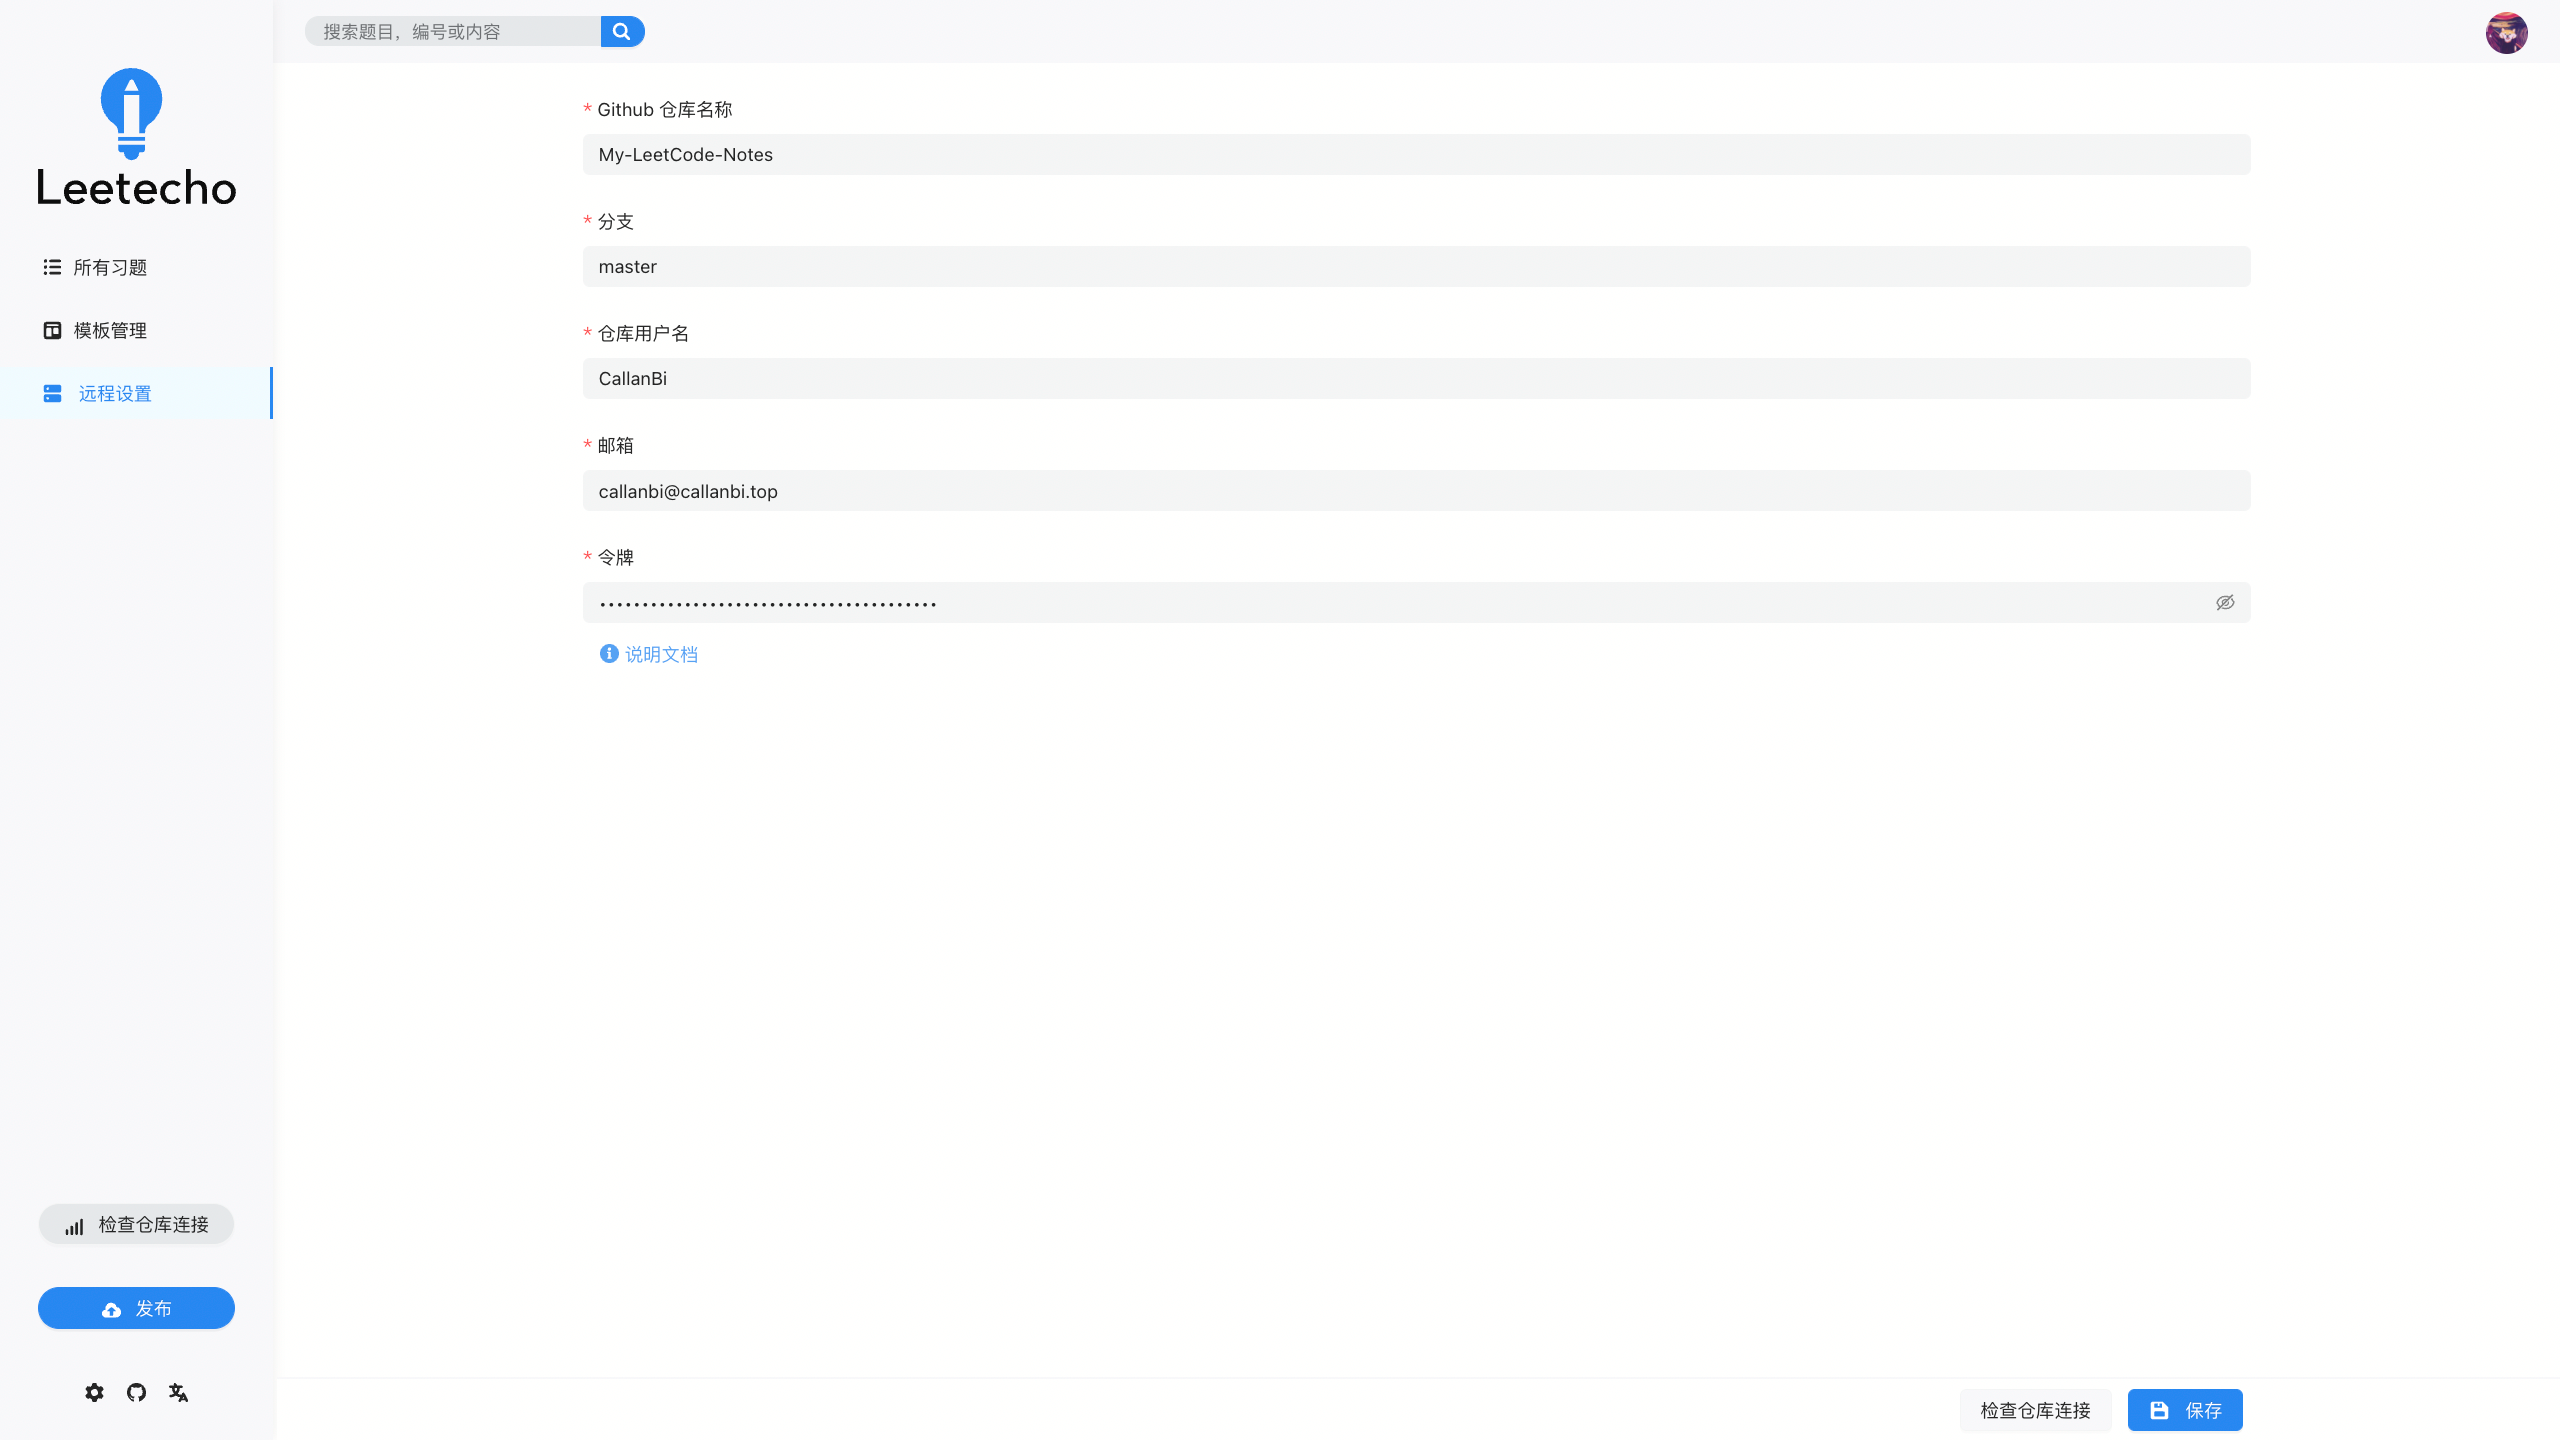 搜索题目，编号或内容
Leetecho
所有习题
模板管理
远程设置
* Github 仓库名称
My-LeetCode-Notes
* 分支
master
* 仓库用户名
CallanBi
* 邮箱
callanbi@callanbi.top
* 令牌
••••••••••••••••••••••••••••••••••••••••
说明文档
检查仓库连接
发布
检查仓库连接
保存